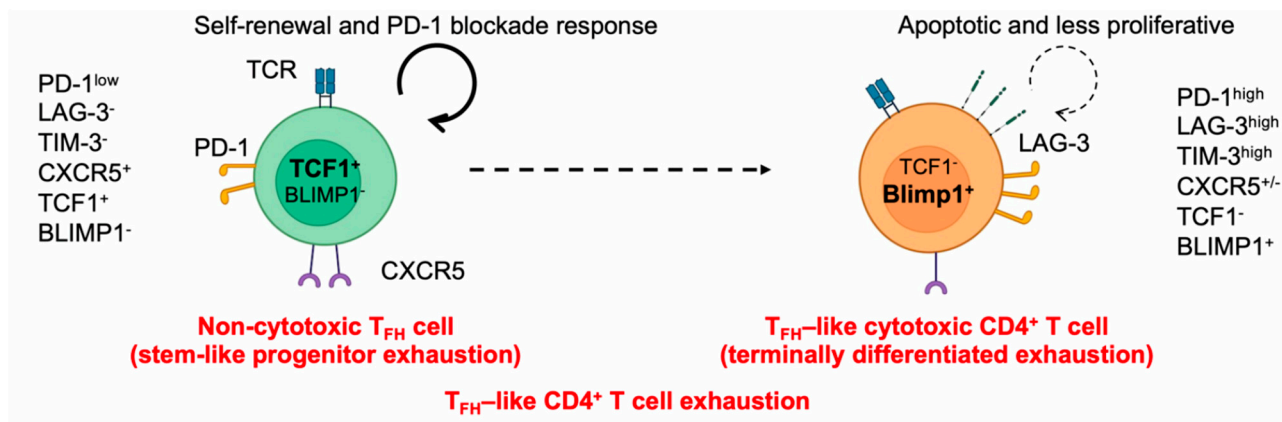 Self-renewal and PD-1 blockade response
Apoptotic and less proliferative
PD-1low
LAG-3-
TIM-3-
CXCR5+
TCF1+
BLIMP1-
TCR
PD-1
TCF1+
BLIMP1-
CXCR5
TCF1-
Blimp1+
LAG-3
PD-1high
LAG-3high
TIM-3high
CXCR5+/-
TCF1-
BLIMP1+
Non-cytotoxic TFH cell
(stem-like progenitor exhaustion)
TFH–like cytotoxic CD4+ T cell
(terminally differentiated exhaustion)
TFH–like CD4+ T cell exhaustion